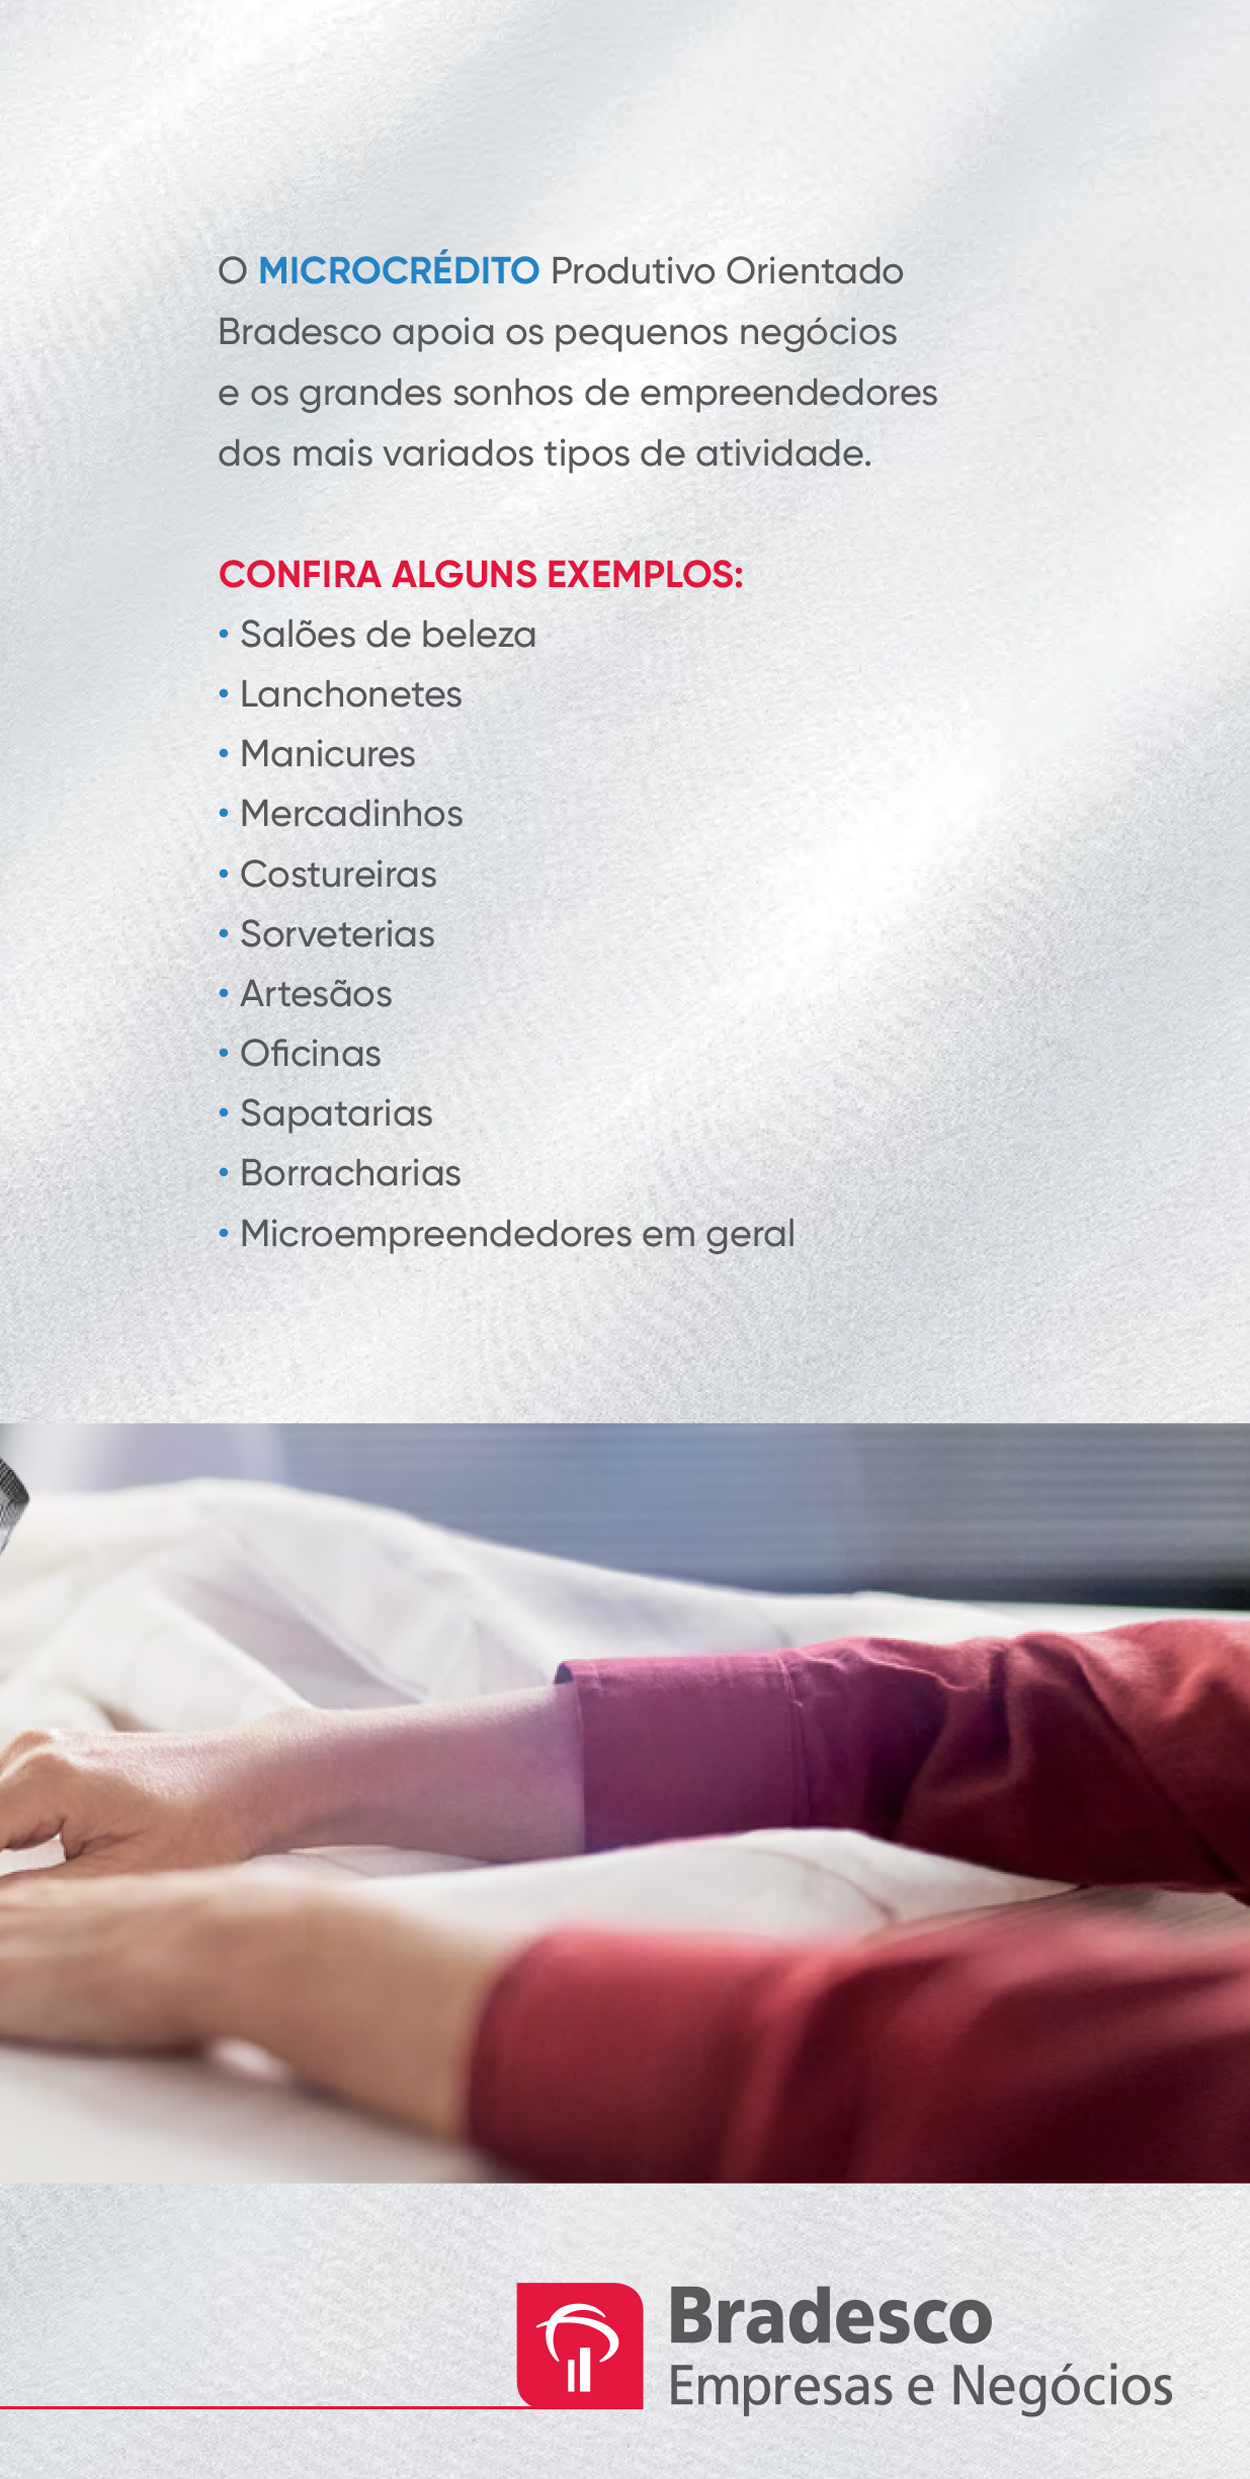 O MICROCRÉDITO Produtivo Orientado
Bradesco apoia os pequenos negócios
e os grandes sonhos de empreendedores
dos mais variados tipos de atividade.
CONFIRA ALGUNS EXEMPLOS:
• Salões de beleza
• Lanchonetes
• Manicures
• Mercadinhos
• Costureiras
• Sorveterias
• Artesãos
• Oficinas
• Sapatarias
• Borracharias
• Microempreendedores em geral
Bradesco
Empresas e Negócios